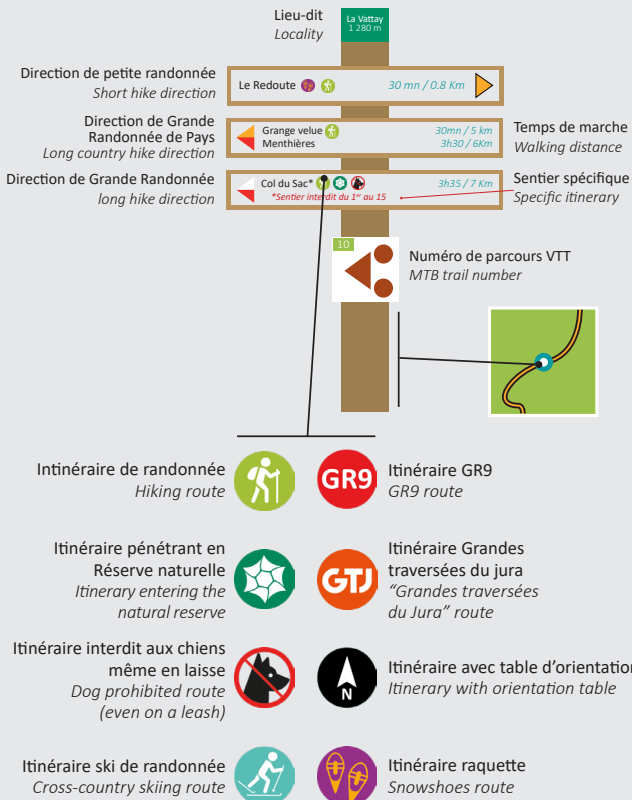 Lieu-dit
Locality
La Vattay
1 280 m
Direction de petite randonnée
Short hike direction
Le Redoute
30 mn / 0.8 Km
Direction de Grande
Randonnée de Pays
Long country hike direction
Grange velue
30mn / 5 km
Menthières
3h30 / 6Km
Temps de marche
Walking distance
Direction de Grande Randonnée
long hike direction
Col du Sac*
3h35 / 7 Km
*Sentier interdit du 1er au 15
Sentier spécifique
Specific itinerary
10
Numéro de parcours VTT
MTB trail number
Intinéraire de randonnée
Hiking route
GR9
Itinéraire GR9
GR9 route
Itinéraire pénétrant en
Réserve naturelle
Itinerary entering the
natural reserve
GTJ
Itinéraire Grandes
traversées du jura
“Grandes traversées
du Jura” route
Itinéraire interdit aux chiens
même en laisse
Dog prohibited route
(even on a leash)
N
Itinéraire avec table d’orientation
Itinerary with orientation table
Itinéraire ski de randonnée
Cross-country skiing route
Itinéraire raquette
Snowshoes route